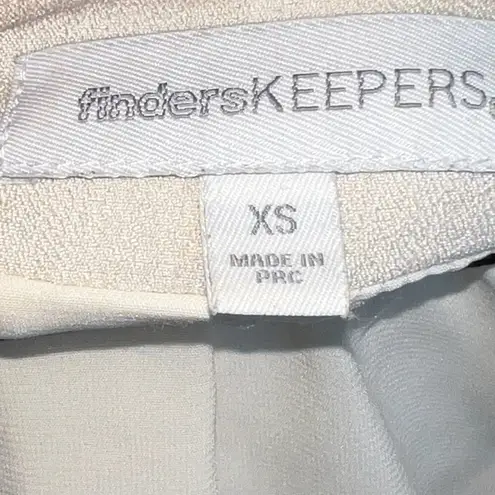 findersKEEPERS.
XS
MADE IN
PRC